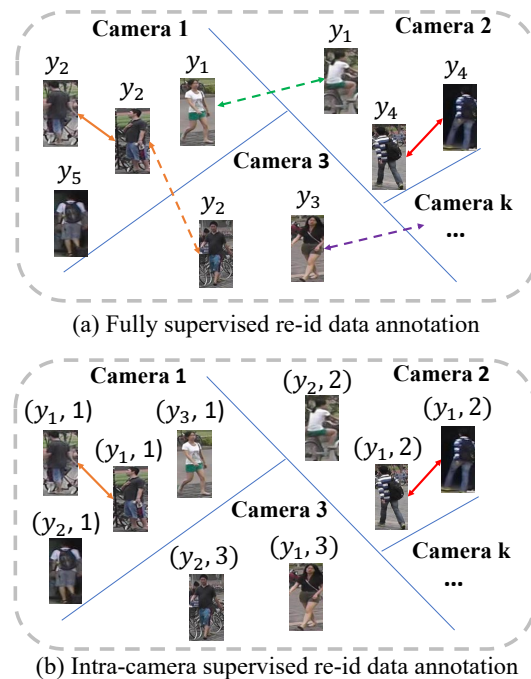 Camera 1
Camera 2
y₁
y₂
y₂
y₁
y₄
y₄
Camera 3
y₅
y₂
y₃
Camera k
...
(a) Fully supervised re-id data annotation
Camera 1
Camera 2
(y₂, 2)
(y₁, 1)
(y₃, 1)
(y₁, 2)
(y₁, 1)
(y₁, 2)
(y₂, 1)
Camera 3
(y₂, 3)
(y₁, 3)
Camera k
...
(b) Intra-camera supervised re-id data annotation